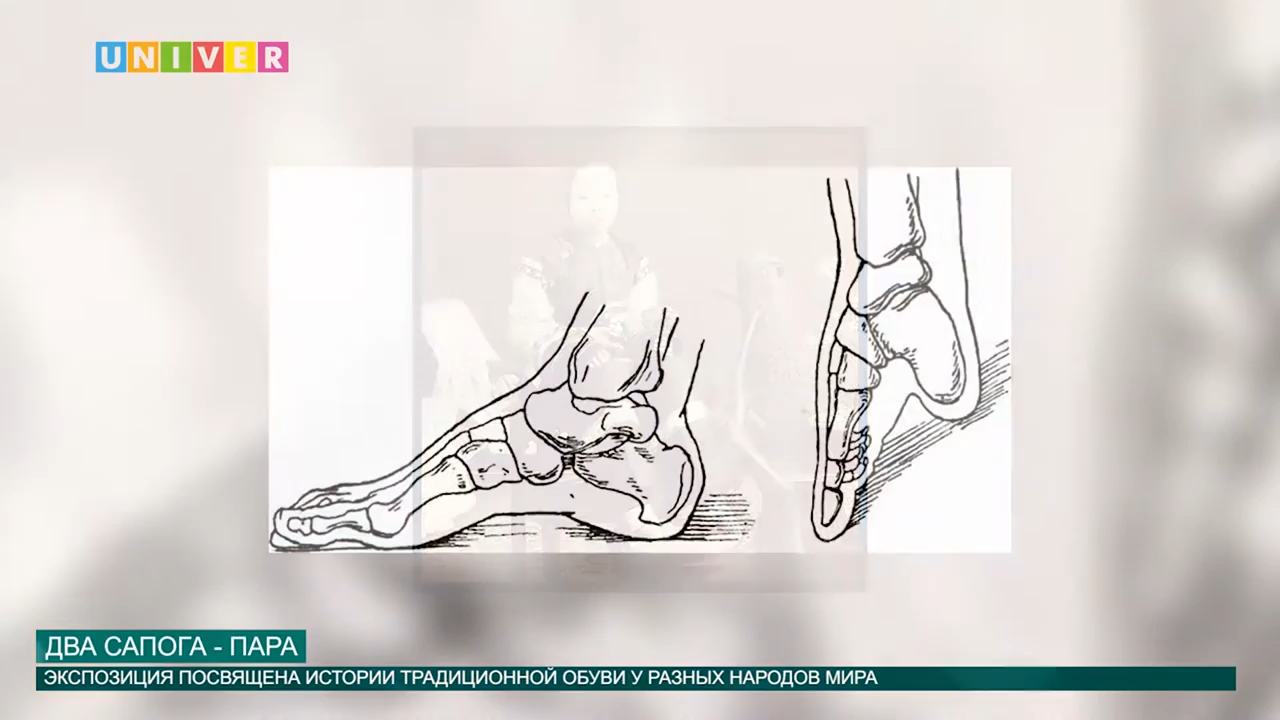 UNIVER
ДВА САПОГА - ПАРА
ЭКСПОЗИЦИЯ ПОСВЯЩЕНА ИСТОРИИ ТРАДИЦИОННОЙ ОБУВИ У РАЗНЫХ НАРОДОВ МИРА